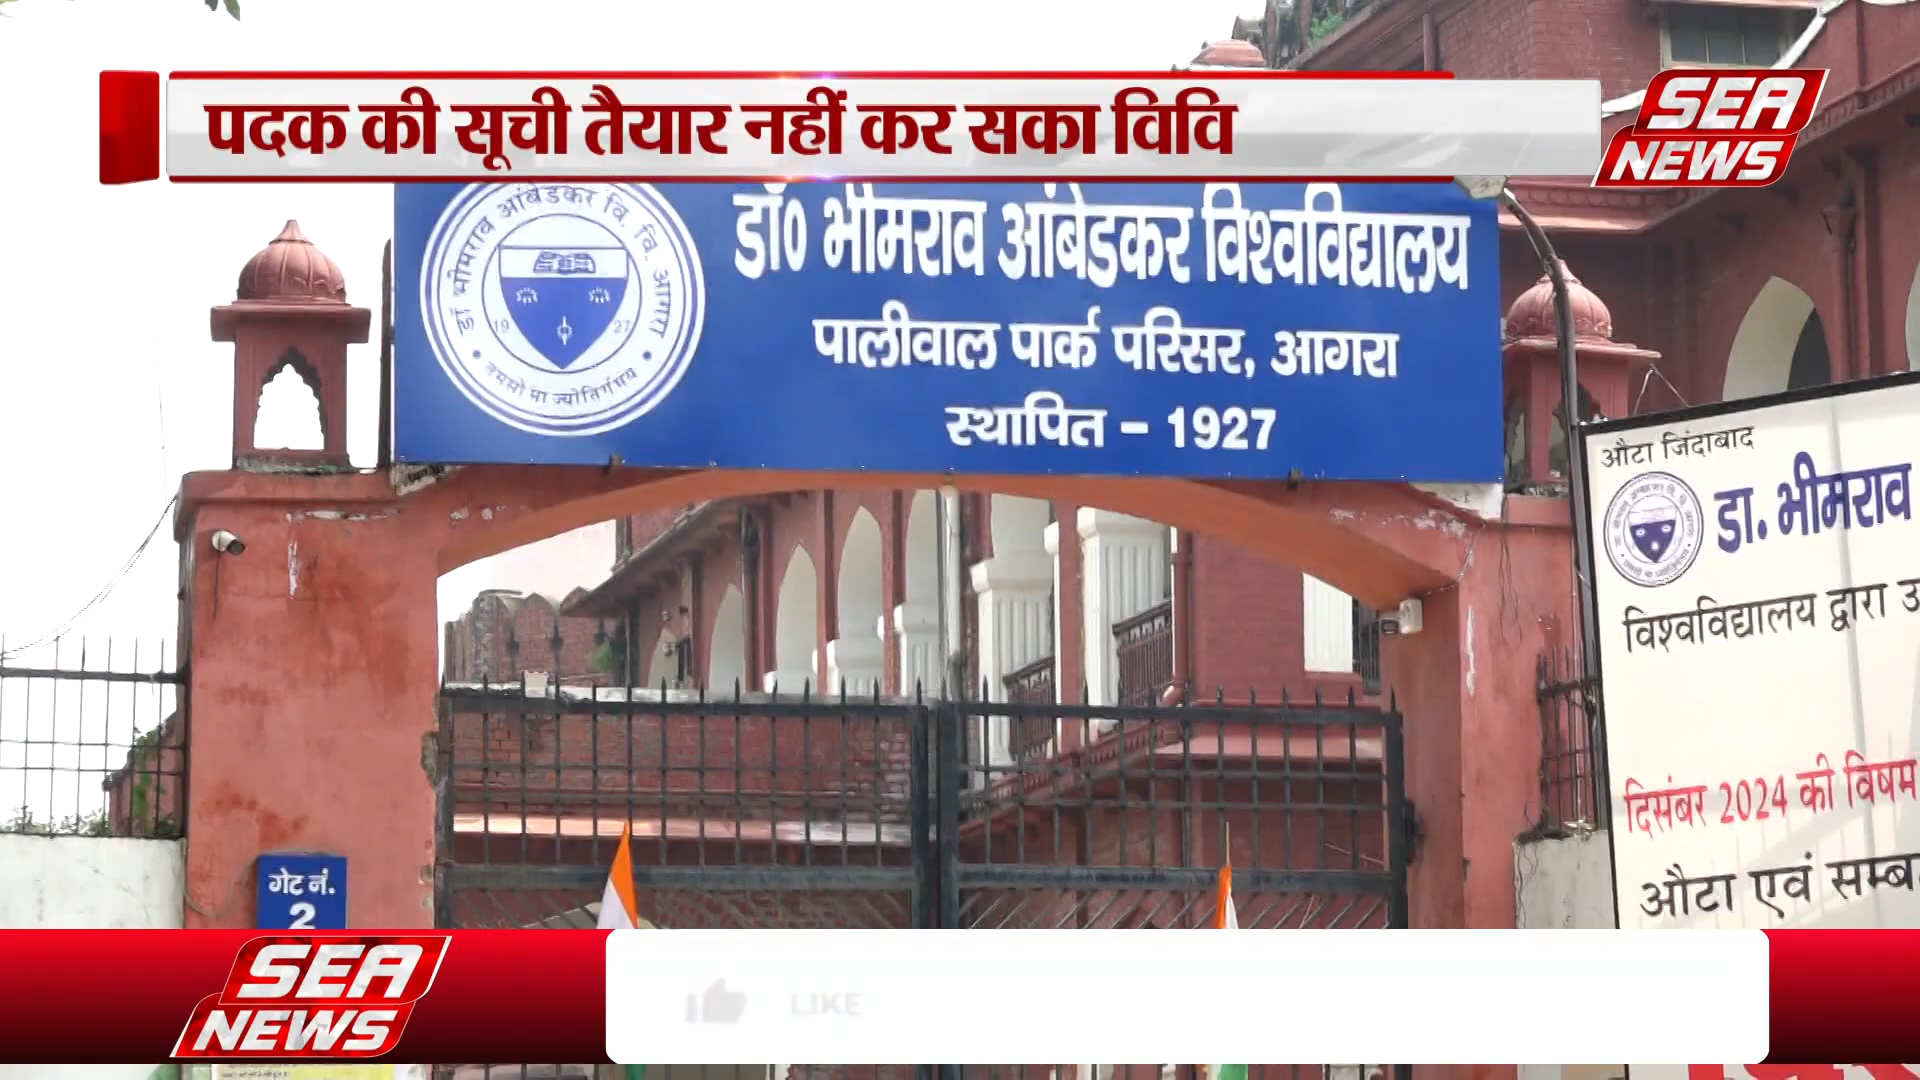 पदक की सूची तैयार नहीं कर सका विवि
SEA
NEWS
डॉ भीमराव आंबेडकर वि. वि. आगरा
19 27
तमसो मा ज्योतिर्गमय
डॉ० भीमराव आंबेडकर विश्वविद्यालय
पालीवाल पार्क परिसर, आगरा
स्थापित - 1927
औटा जिंदाबाद
डा. भीमराव
विश्वविद्यालय द्वारा
दिसंबर 2024 की विषम
औटा एवं
गेट नं.
2
SEA
NEWS
LIKE